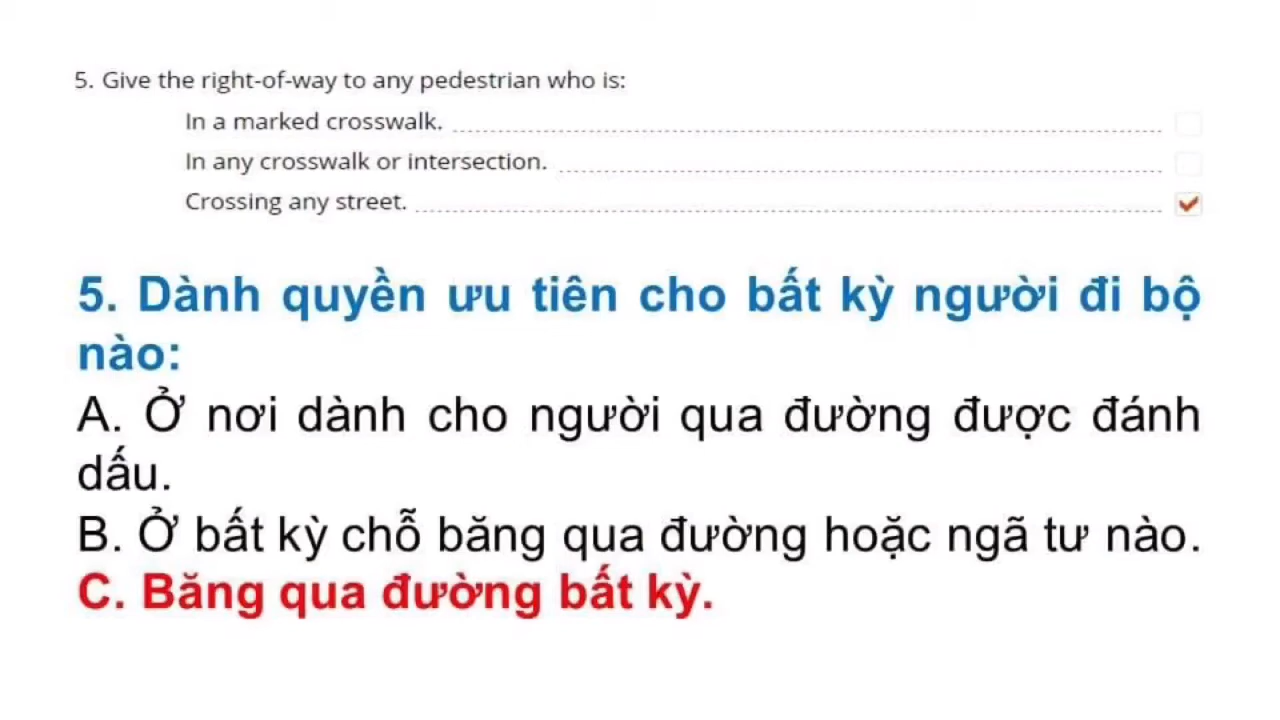 5. Give the right-of-way to any pedestrian who is:
In a marked crosswalk.
In any crosswalk or intersection.
Crossing any street.
5. Dành quyền ưu tiên cho bất kỳ người đi bộ
nào:
A. Ở nơi dành cho người qua đường được đánh
dấu.
B. Ở bất kỳ chỗ băng qua đường hoặc ngã tư nào.
C. Băng qua đường bất kỳ.